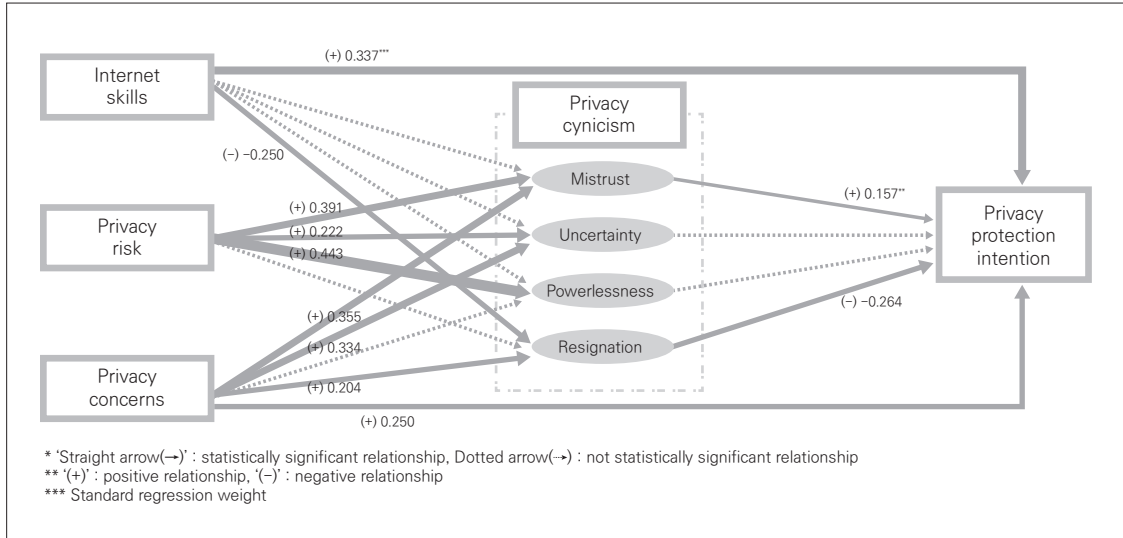 (+) 0.337***
Internet
skills
Privacy
cynicism
(−) −0.250
Mistrust
(+) 0.157**
(+) 0.391
Privacy
risk
(+) 0.222
Uncertainty
Privacy
protection
intention
(+) 0.443
Powerlessness
(−) −0.264
(+) 0.355
(+) 0.334
Resignation
Privacy
concerns
(+) 0.204
(+) 0.250
* ‘Straight arrow(→)’ : statistically significant relationship, Dotted arrow(⇢) : not statistically significant relationship
** ‘(+)’ : positive relationship, ‘(−)’ : negative relationship
*** Standard regression weight